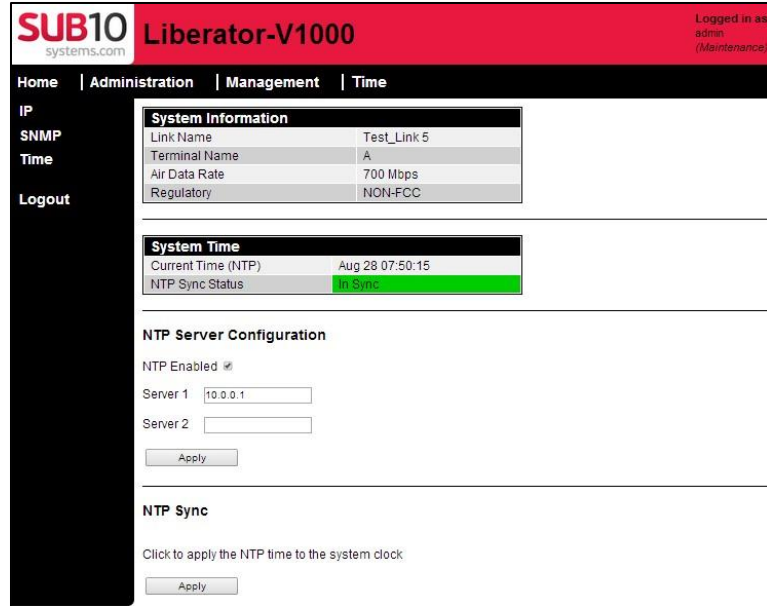 SUB10
systems.com
Liberator-V1000
Logged in as
admin
(Maintenance)
Home | Administration | Management | Time
IP
SNMP
Time
Logout
System Information
Link Name Test_Link 5
Terminal Name A
Air Data Rate 700 Mbps
Regulatory NON-FCC
System Time
Current Time (NTP) Aug 28 07:50:15
NTP Sync Status In Sync
NTP Server Configuration
NTP Enabled
Server 1 10.0.0.1
Server 2
Apply
NTP Sync
Click to apply the NTP time to the system clock
Apply